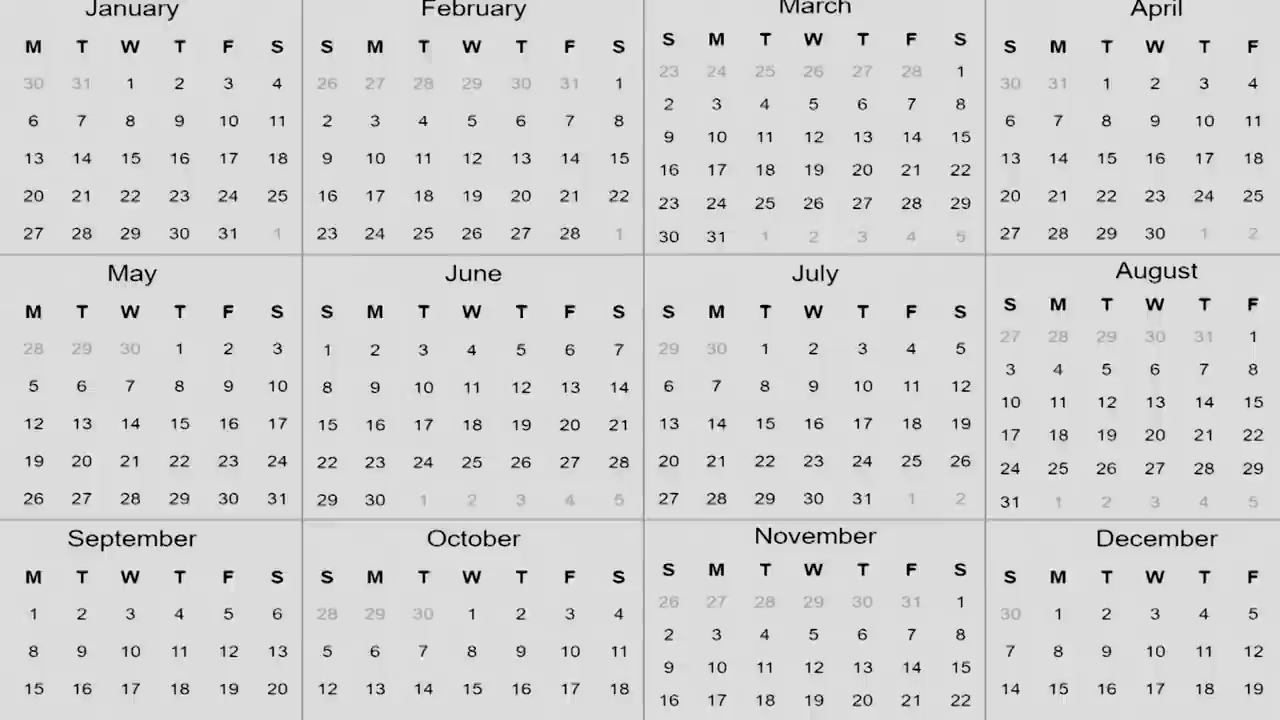 January
M T W T F S
30 31 1 2 3 4
6 7 8 9 10 11
13 14 15 16 17 18
20 21 22 23 24 25
27 28 29 30 31 1
February
S M T W T F S
26 27 28 29 30 31 1
2 3 4 5 6 7 8
9 10 11 12 13 14 15
16 17 18 19 20 21 22
23 24 25 26 27 28 1
March
S M T W T F S
23 24 25 26 27 28 1
2 3 4 5 6 7 8
9 10 11 12 13 14 15
16 17 18 19 20 21 22
23 24 25 26 27 28 29
30 31 1 2 3 4 5
April
S M T W T F
30 31 1 2 3 4
6 7 8 9 10 11
13 14 15 16 17 18
20 21 22 23 24 25
27 28 29 30 1 2
May
M T W T F S
28 29 30 1 2 3
5 6 7 8 9 10
12 13 14 15 16 17
19 20 21 22 23 24
26 27 28 29 30 31
June
S M T W T F S
1 2 3 4 5 6 7
8 9 10 11 12 13 14
15 16 17 18 19 20 21
22 23 24 25 26 27 28
29 30 1 2 3 4 5
July
S M T W T F S
29 30 1 2 3 4 5
6 7 8 9 10 11 12
13 14 15 16 17 18 19
20 21 22 23 24 25 26
27 28 29 30 31 1 2
August
S M T W T F
27 28 29 30 31 1
3 4 5 6 7 8
10 11 12 13 14 15
17 18 19 20 21 22
24 25 26 27 28 29
31 1 2 3 4 5
September
M T W T F S
1 2 3 4 5 6
8 9 10 11 12 13
15 16 17 18 19 20
October
S M T W T F S
28 29 30 1 2 3 4
5 6 7 8 9 10 11
12 13 14 15 16 17 18
November
S M T W T F S
26 27 28 29 30 31 1
2 3 4 5 6 7 8
9 10 11 12 13 14 15
16 17 18 19 20 21 22
December
S M T W T F
30 1 2 3 4 5
7 8 9 10 11 12
14 15 16 17 18 19